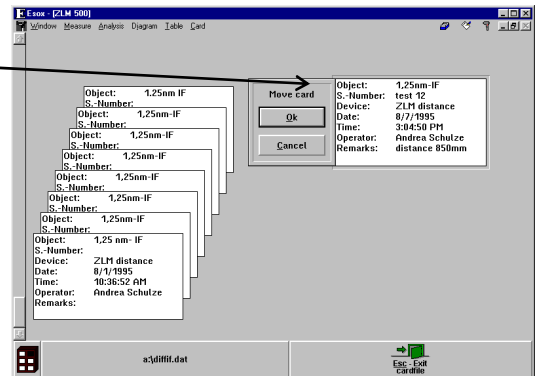 Esox - [ZLM 500]
Window Measure Analysis Diagram Table Card
Object: 1.25nm IF
S.-Number:
Object: 1,25nm-IF
S.-Number:
Object: 1,25nm-IF
S.-Number:
Object: 1,25nm-IF
S.-Number:
Object: 1,25nm-IF
S.-Number:
Object: 1,25nm-IF
S.-Number:
Object: 1,25nm-IF
S.-Number:
Object: 1,25 nm- IF
S.-Number:
Device: ZLM distance
Date: 8/1/1995
Time: 10:36:52 AM
Operator: Andrea Schulze
Remarks:
Move card
Ok
Cancel
Object: 1,25nm-IF
S.-Number: test 12
Device: ZLM distance
Date: 8/7/1995
Time: 3:04:50 PM
Operator: Andrea Schulze
Remarks: distance 850mm
a:\diffif.dat
Esc - Exit
cardfile